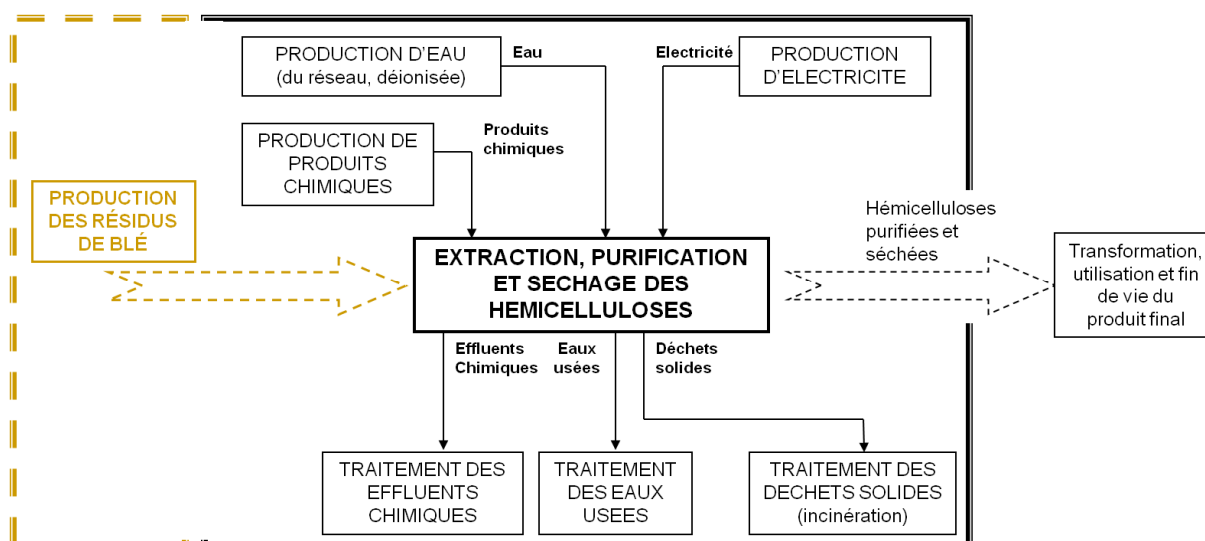 PRODUCTION D'EAU
(du réseau, déionisée)
Eau
Electricité
PRODUCTION
D'ELECTRICITE
PRODUCTION DE
PRODUITS
CHIMIQUES
Produits
chimiques
PRODUCTION
DES RÉSIDUS
DE BLÉ
EXTRACTION, PURIFICATION
ET SECHAGE DES
HEMICELLULOSES
Hémicelluloses
purifiées et
séchées
Transformation,
utilisation et fin
de vie du
produit final
Effluents
Chimiques
Eaux
usées
Déchets
solides
TRAITEMENT DES
EFFLUENTS
CHIMIQUES
TRAITEMENT
DES EAUX
USEES
TRAITEMENT DES
DECHETS SOLIDES
(incinération)